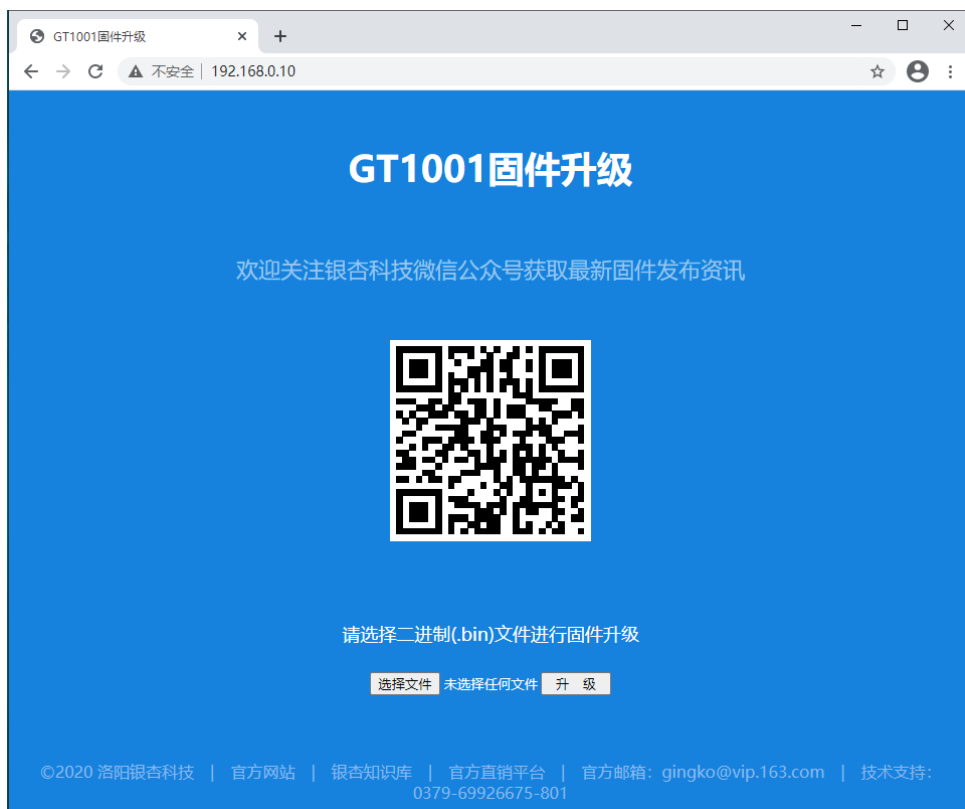 GT1001固件升级
不安全 192.168.0.10
GT1001固件升级
欢迎关注银杏科技微信公众号获取最新固件发布资讯
请选择二进制(.bin)文件进行固件升级
选择文件 未选择任何文件 升 级
©2020 洛阳银杏科技 | 官方网站 | 银杏知识库 | 官方直销平台 | 官方邮箱：gingko@vip.163.com | 技术支持：
0379-69926675-801